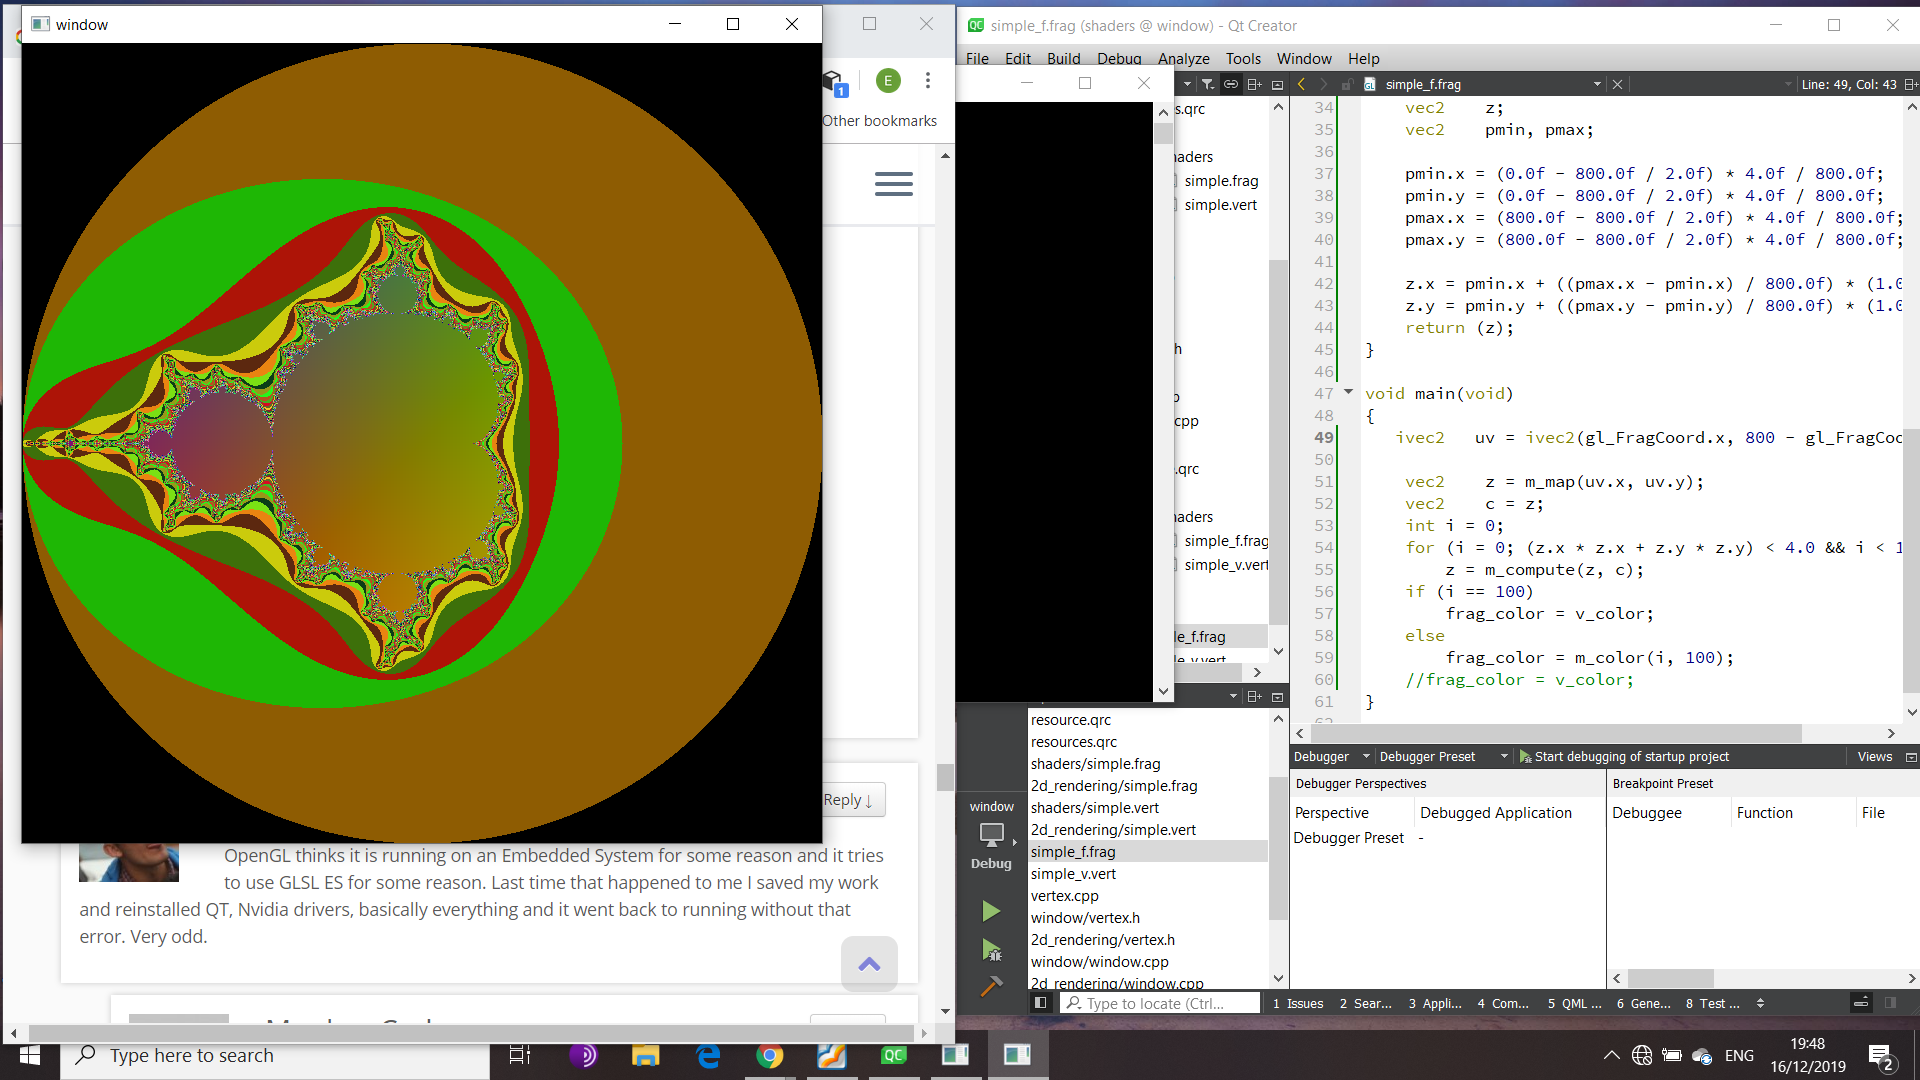 window
E
1
Other bookmarks
Reply ↓
OpenGL thinks it is running on an Embedded System for some reason and it tries
to use GLSL ES for some reason. Last time that happened to me I saved my work
and reinstalled QT, Nvidia drivers, basically everything and it went back to running without that
error. Very odd.
simple_f.frag (shaders @ window) - Qt Creator
File Edit Build Debug Analyze Tools Window Help
simple_f.frag
Line: 49, Col: 43
s.qrc
haders
simple.frag
simple.vert
h
p
cpp
.qrc
haders
simple_f.frag
simple_v.vert
le_f.frag
34 vec2 z;
35 vec2 pmin, pmax;
36
37 pmin.x = (0.0f - 800.0f / 2.0f) * 4.0f / 800.0f;
38 pmin.y = (0.0f - 800.0f / 2.0f) * 4.0f / 800.0f;
39 pmax.x = (800.0f - 800.0f / 2.0f) * 4.0f / 800.0f;
40 pmax.y = (800.0f - 800.0f / 2.0f) * 4.0f / 800.0f;
41
42 z.x = pmin.x + ((pmax.x - pmin.x) / 800.0f) * (1.0
43 z.y = pmin.y + ((pmax.y - pmin.y) / 800.0f) * (1.0
44 return (z);
45 }
46
47 void main(void)
48 {
49 ivec2 uv = ivec2(gl_FragCoord.x, 800 - gl_FragCoo
50
51 vec2 z = m_map(uv.x, uv.y);
52 vec2 c = z;
53 int i = 0;
54 for (i = 0; (z.x * z.x + z.y * z.y) < 4.0 && i < 1
55 z = m_compute(z, c);
56 if (i == 100)
57 frag_color = v_color;
58 else
59 frag_color = m_color(i, 100);
60 //frag_color = v_color;
61 }
resource.qrc
resources.qrc
shaders/simple.frag
2d_rendering/simple.frag
shaders/simple.vert
2d_rendering/simple.vert
simple_f.frag
simple_v.vert
vertex.cpp
window/vertex.h
2d_rendering/vertex.h
window/window.cpp
2d_rendering/window.cpp
window
Debug
Debugger Debugger Preset Start debugging of startup project Views
Debugger Perspectives Breakpoint Preset
Perspective Debugged Application Debuggee Function File
Debugger Preset -
Type to locate (Ctrl...
1 Issues 2 Sear... 3 Appli... 4 Com... 5 QML ... 6 Gene... 8 Test ...
Type here to search
QC
ENG
19:48
16/12/2019
2